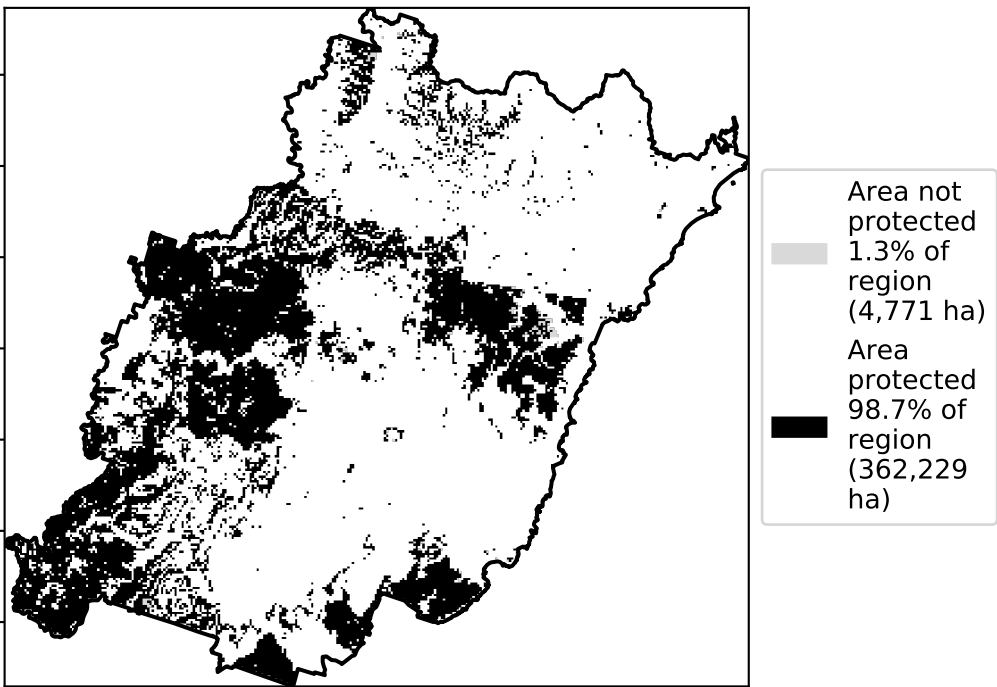 Area not
protected
1.3% of
region
(4,771 ha)
Area
protected
98.7% of
region
(362,229
ha)